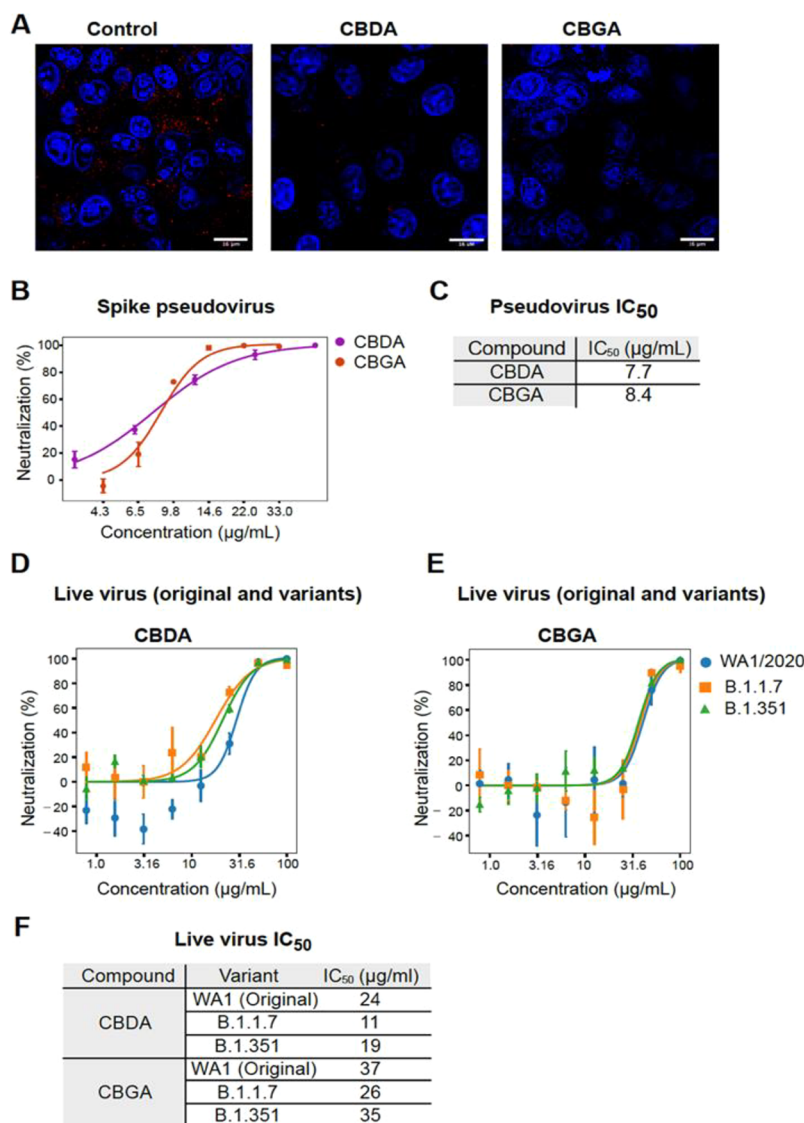 A
Control
CBDA
CBGA
16 µm
16 µm
16 µm
B
Spike pseudovirus
Neutralization (%)
100
80
60
40
20
0
4.3 6.5 9.8 14.6 22.0 33.0
Concentration (µg/mL)
CBDA
CBGA
C
Pseudovirus IC50
Compound IC50 (µg/mL)
CBDA 7.7
CBGA 8.4
D
Live virus (original and variants)
CBDA
Neutralization (%)
100
80
60
40
20
0
− 20
− 40
1.0 3.16 10 31.6 100
Concentration (µg/mL)
E
Live virus (original and variants)
CBGA
Neutralization (%)
100
80
60
40
20
0
− 20
− 40
1.0 3.16 10 31.6 100
Concentration (µg/mL)
WA1/2020
B.1.1.7
B.1.351
F
Live virus IC50
Compound Variant IC50 (µg/ml)
CBDA
WA1 (Original) 24
B.1.1.7 11
B.1.351 19
CBGA
WA1 (Original) 37
B.1.1.7 26
B.1.351 35